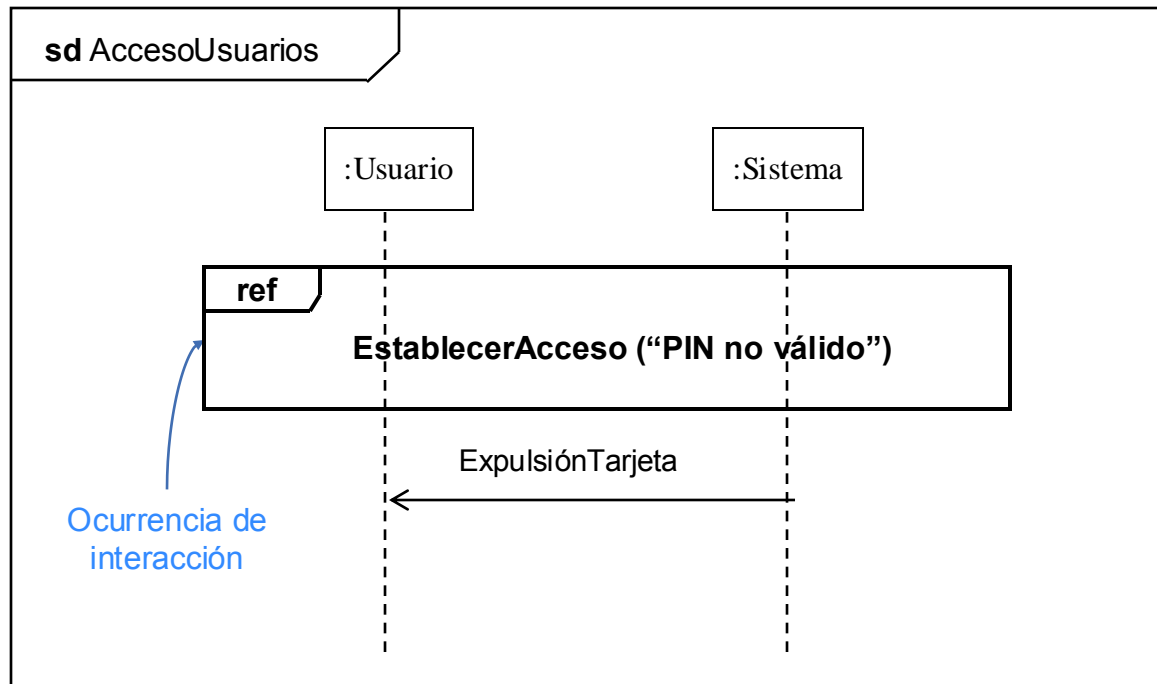 sd AccesoUsuarios
:Usuario
:Sistema
ref
EstablecerAcceso (“PIN no válido”)
ExpulsiónTarjeta
Ocurrencia de
interacción